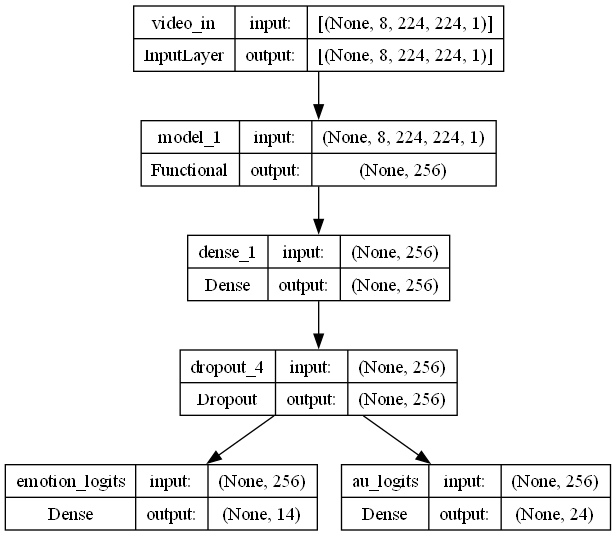 video_in input: [(None, 8, 224, 224, 1)]
InputLayer output: [(None, 8, 224, 224, 1)]
model_1 input: (None, 8, 224, 224, 1)
Functional output: (None, 256)
dense_1 input: (None, 256)
Dense output: (None, 256)
dropout_4 input: (None, 256)
Dropout output: (None, 256)
emotion_logits input: (None, 256)
Dense output: (None, 14)
au_logits input: (None, 256)
Dense output: (None, 24)